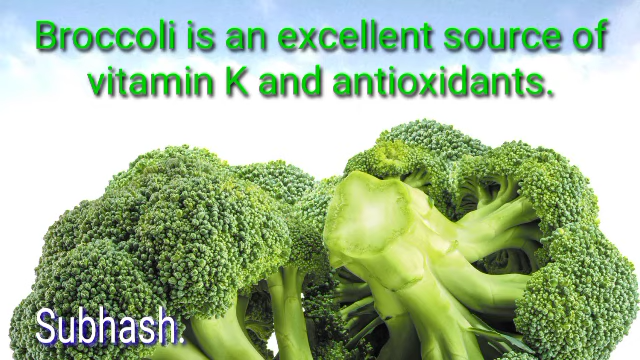 Broccoli is an excellent source of
vitamin K and antioxidants.
Subhash.